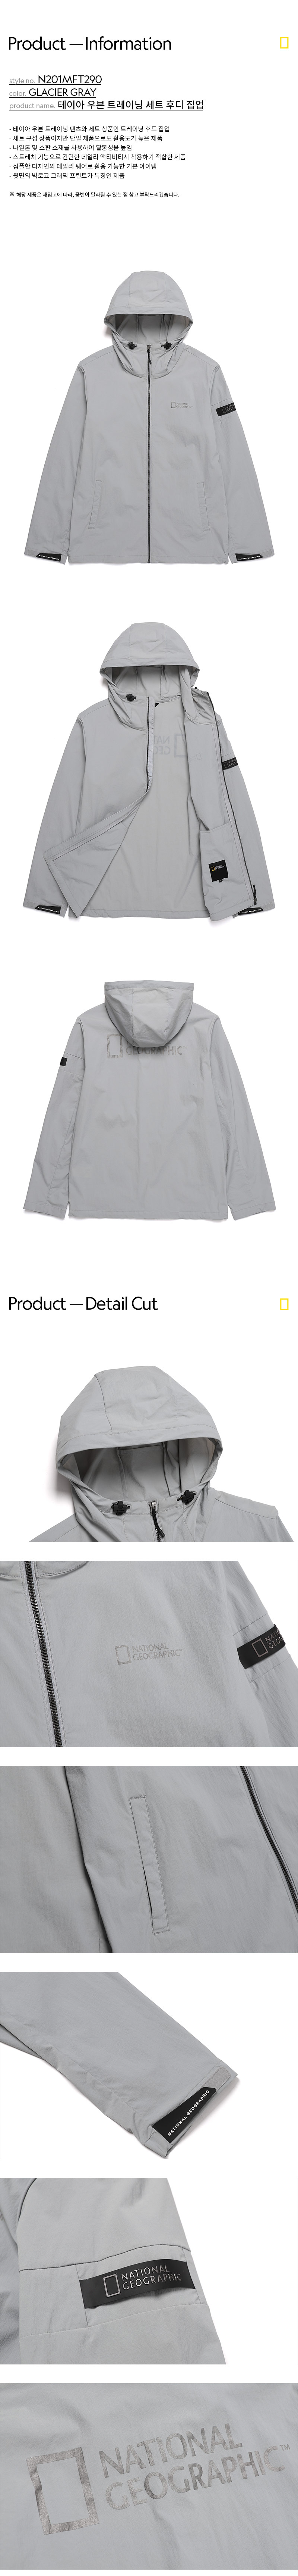 Product — Information
style no. N201MFT290
color. GLACIER GRAY
product name. 테이아 우븐 트레이닝 세트 후디 집업
- 테이아 우븐 트레이닝 팬츠와 세트 상품인 트레이닝 후드 집업
- 세트 구성 상품이지만 단일 제품으로도 활용도가 높은 제품
- 나일론 및 스판 소재를 사용하여 활동성을 높임
- 스트레치 기능으로 간단한 데일리 액티비티시 착용하기 적합한 제품
- 심플한 디자인의 데일리 웨어로 활용 가능한 기본 아이템
- 뒷면의 빅로고 그래픽 프린트가 특징인 제품
※ 해당 제품은 재입고에 따라, 품번이 달라질 수 있는 점 참고 부탁드리겠습니다.
Product — Detail Cut
NATIONAL
GEOGRAPHIC
NATIONAL GEOGRAPHIC
NATIONAL
GEOGRAPHIC
NATIONAL
GEOGRAPHIC™